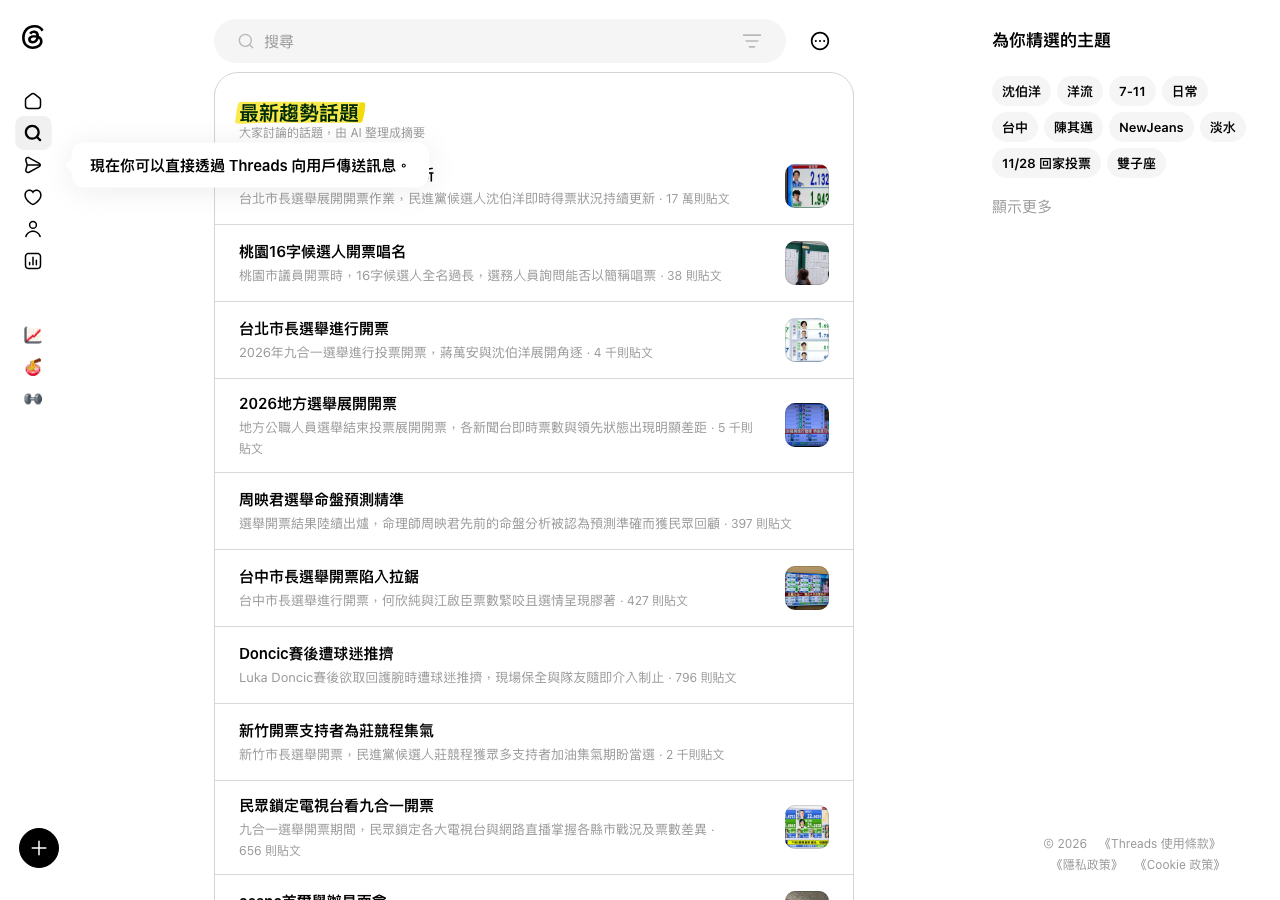 搜尋
最新趨勢話題
大家討論的話題，由 AI 整理成摘要
現在你可以直接透過 Threads 向用戶傳送訊息。
台北市長選舉展開開票作業，民進黨候選人沈伯洋即時得票狀況持續更新 · 17 萬則貼文
2.132
1.943
桃園16字候選人開票唱名
桃園市議員開票時，16字候選人全名過長，選務人員詢問能否以簡稱唱票 · 38 則貼文
台北市長選舉進行開票
2026年九合一選舉進行投票開票，蔣萬安與沈伯洋展開角逐 · 4 千則貼文
2026地方選舉展開開票
地方公職人員選舉結束投票展開開票，各新聞台即時票數與領先狀態出現明顯差距 · 5 千則
貼文
周映君選舉命盤預測精準
選舉開票結果陸續出爐，命理師周映君先前的命盤分析被認為預測準確而獲民眾回顧 · 397 則貼文
台中市長選舉開票陷入拉鋸
台中市長選舉進行開票，何欣純與江啟臣票數緊咬且選情呈現膠著 · 427 則貼文
Doncic賽後遭球迷推擠
Luka Doncic賽後欲取回護腕時遭球迷推擠，現場保全與隊友隨即介入制止 · 796 則貼文
新竹開票支持者為莊競程集氣
新竹市長選舉開票，民進黨候選人莊競程獲眾多支持者加油集氣期盼當選 · 2 千則貼文
民眾鎖定電視台看九合一開票
九合一選舉開票期間，民眾鎖定各大電視台與網路直播掌握各縣市戰況及票數差異 ·
656 則貼文
為你精選的主題
沈伯洋 洋流 7-11 日常
台中 陳其邁 NewJeans 淡水
11/28 回家投票 雙子座
顯示更多
© 2026 《Threads 使用條款》
《隱私政策》 《Cookie 政策》